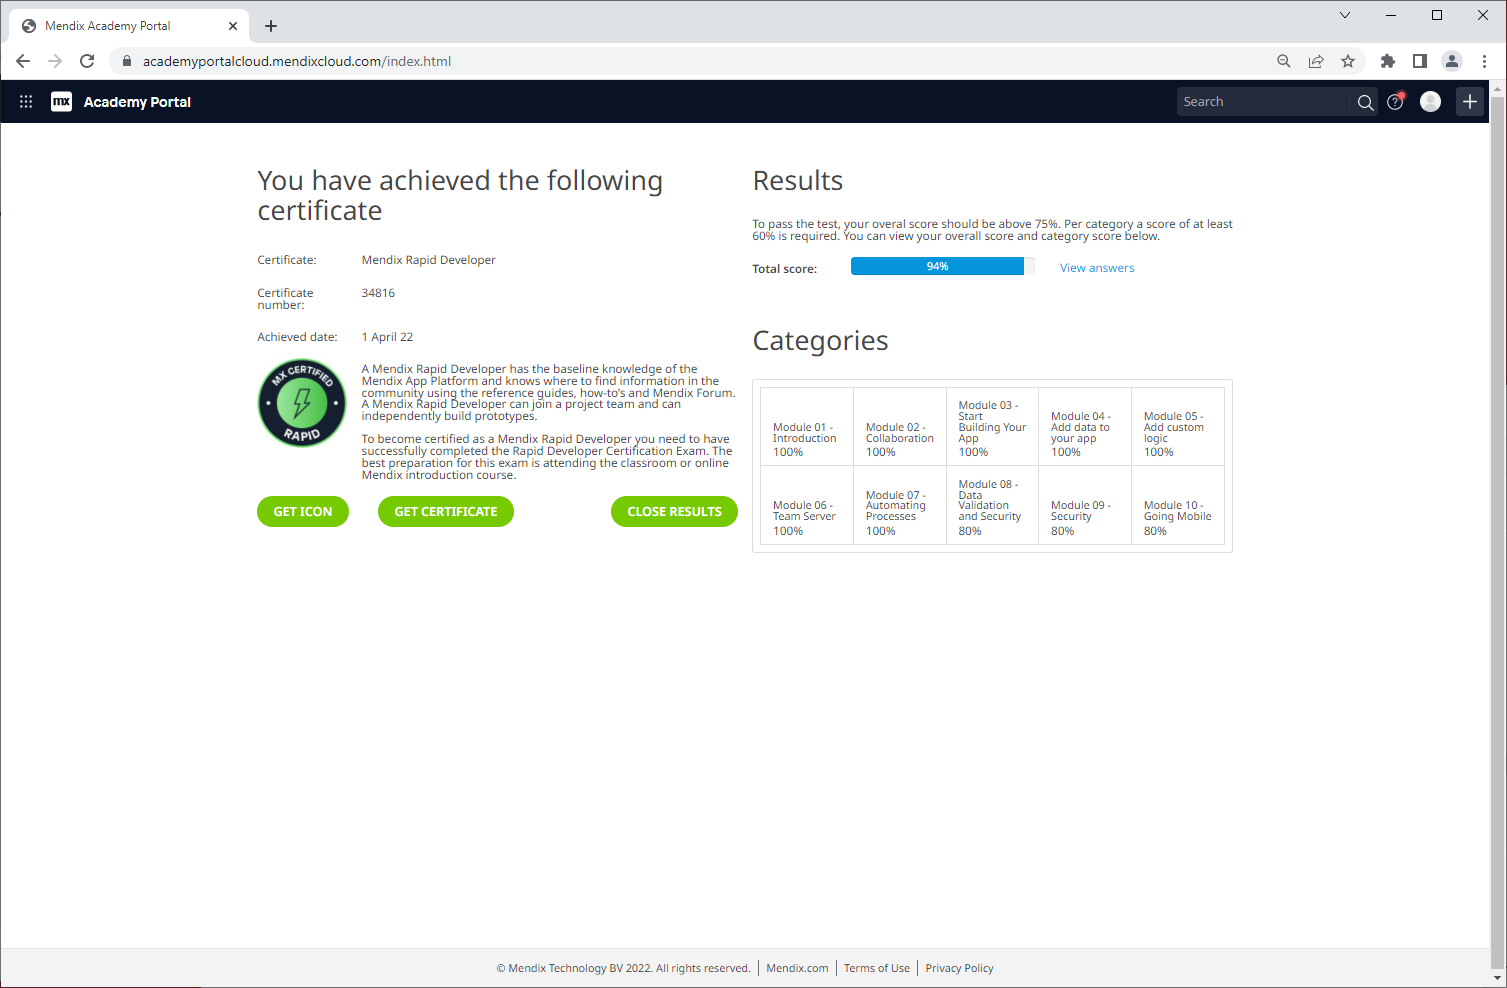 Mendix Academy Portal
academyportalcloud.mendixcloud.com/index.html
mx
Academy Portal
Search
You have achieved the following
certificate
Certificate:
Mendix Rapid Developer
Certificate
number:
34816
Achieved date:
1 April 22
MX CERTIFIED
RAPID
A Mendix Rapid Developer has the baseline knowledge of the
Mendix App Platform and knows where to find information in the
community using the reference guides, how-to's and Mendix Forum.
A Mendix Rapid Developer can join a project team and can
independently build prototypes.
To become certified as a Mendix Rapid Developer you need to have
successfully completed the Rapid Developer Certification Exam. The
best preparation for this exam is attending the classroom or online
Mendix introduction course.
GET ICON
GET CERTIFICATE
CLOSE RESULTS
Results
To pass the test, your overal score should be above 75%. Per category a score of at least
60% is required. You can view your overall score and category score below.
Total score:
94%
View answers
Categories
Module 01 -
Introduction
100%
Module 02 -
Collaboration
100%
Module 03 -
Start
Building Your
App
100%
Module 04 -
Add data to
your app
100%
Module 05 -
Add custom
logic
100%
Module 06 -
Team Server
100%
Module 07 -
Automating
Processes
100%
Module 08 -
Data
Validation
and Security
80%
Module 09 -
Security
80%
Module 10 -
Going Mobile
80%
© Mendix Technology BV 2022. All rights reserved.
Mendix.com
Terms of Use
Privacy Policy